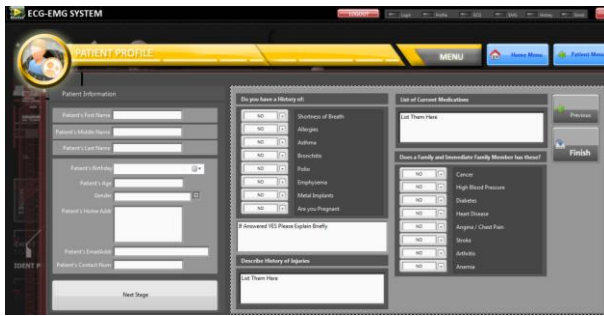 ECG-EMG SYSTEM
LOGOUT
PATIENT PROFILE
MENU
Home Menu
Patient Menu
Patient Information
Patient's First Name
Patient's Middle Name
Patient's Last Name
Patient's Birthday
Patient's Age
Gender
Patient's Home Addr
Patient's EmailAdd
Patient's Contact Num
Next Stage
Do you have a History of:
NO Shortness of Breath
NO Allergies
NO Asthma
NO Bronchitis
NO Polio
NO Emphysema
NO Metal Implants
NO Are you Pregnant
If Answered YES Please Explain Briefly
Describe History of Injuries
List Them Here
List of Current Medications
List Them Here
Does a Family and Immediate Family Member has these?
NO Cancer
NO High Blood Pressure
NO Diabetes
NO Heart Disease
NO Angina / Chest Pain
NO Stroke
NO Arthritis
NO Anemia
Previous
Finish